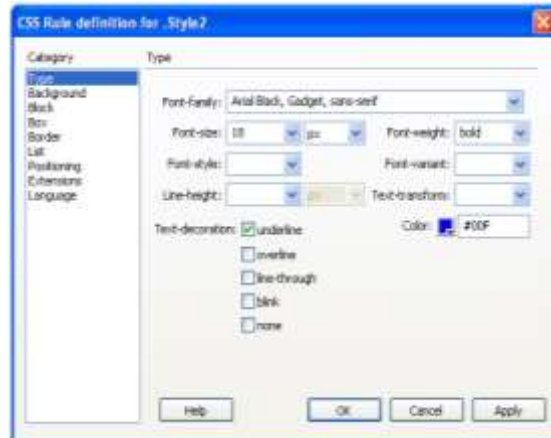 CSS Rule definition for .Style2
Category
Type
Type
Background
Block
Box
Border
List
Positioning
Extensions
Language
Font-family: Arial Black, Gadget, sans-serif
Font-size: 18 px Font-weight: bold
Font-style: Font-variant:
Line-height: px Text-transform:
Text-decoration: underline Color: #00F
overline
line-through
blink
none
Help OK Cancel Apply